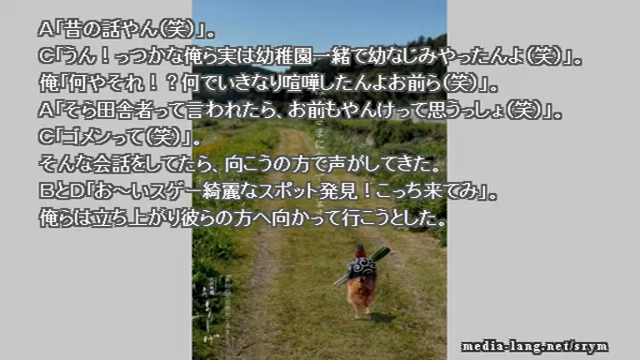 A「昔の話やん（笑）」。
C「うん！っつかな俺ら実は幼稚園一緒で幼なじみやったんよ（笑）」。
俺「何やそれ！？何でいきなり喧嘩したんよお前ら（笑）」。
A「そら田舎者って言われたら、お前もやんけって思うっしょ（笑）」。
C「ゴメンって（笑）」。
そんな会話をしてたら、向こうの方で声がしてきた。
BとD「お～いスゲー綺麗なスポット発見！こっち来てみ」。
俺らは立ち上がり彼らの方へ向かって行こうとした。
media-lang.net/srym